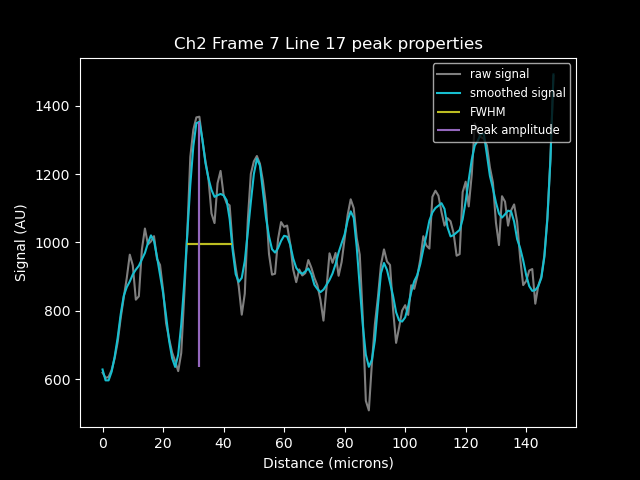 Ch2 Frame 7 Line 17 peak properties
raw signal
smoothed signal
FWHM
Peak amplitude
Signal (AU)
1400
1200
1000
800
600
0 20 40 60 80 100 120 140
Distance (microns)